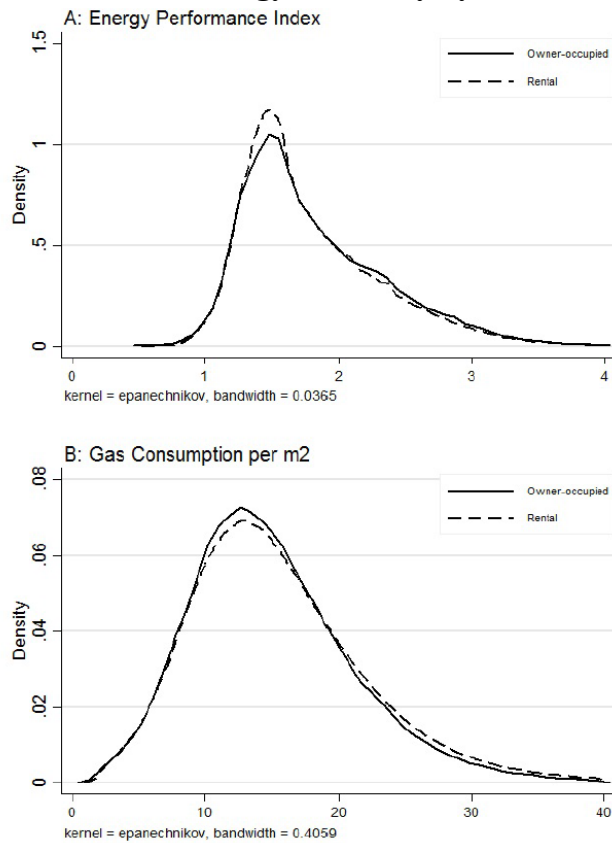 A: Energy Performance Index
1.5
Owner-occupied
Rental
1
Density
.5
0
0 1 2 3 4
kernel = epanechnikov, bandwidth = 0.0365
B: Gas Consumption per m2
.08
Owner-occupied
Rental
.06
Density
.04
.02
0
0 10 20 30 40
kernel = epanechnikov, bandwidth = 0.4059